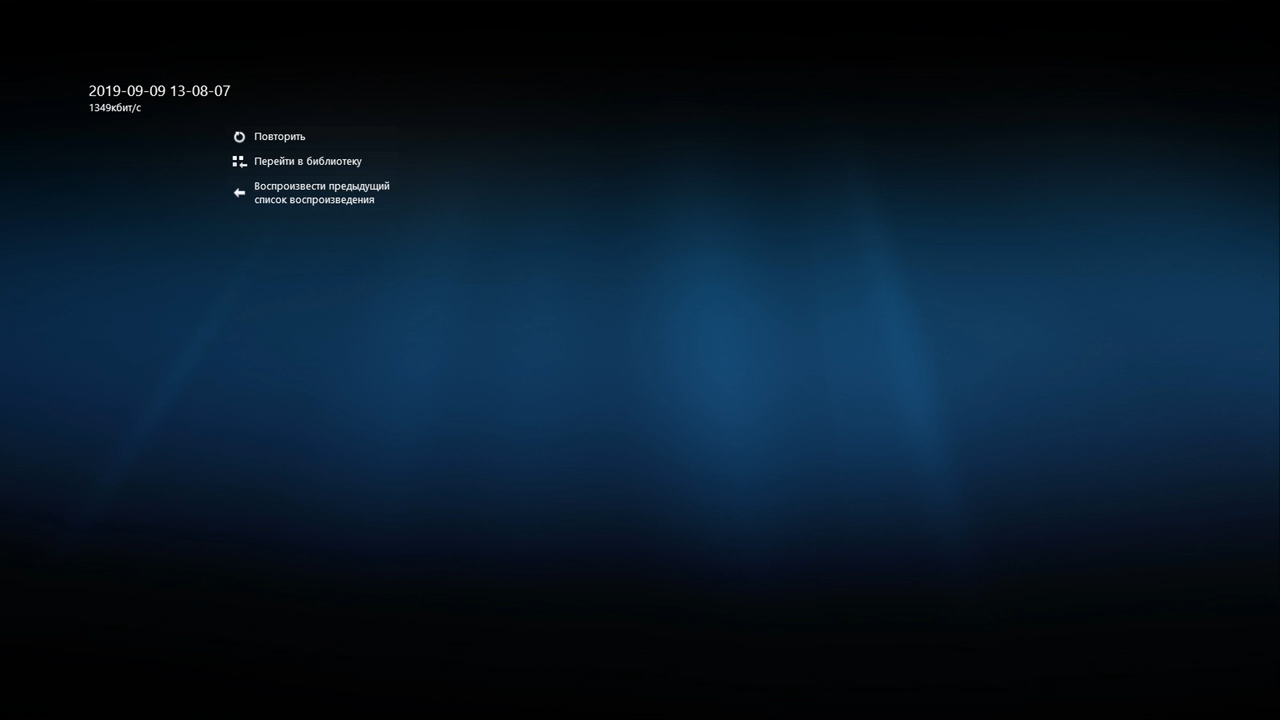 2019-09-09 13-08-07
1349кбит/с
Повторить
Перейти в библиотеку
Воспроизвести предыдущий
список воспроизведения